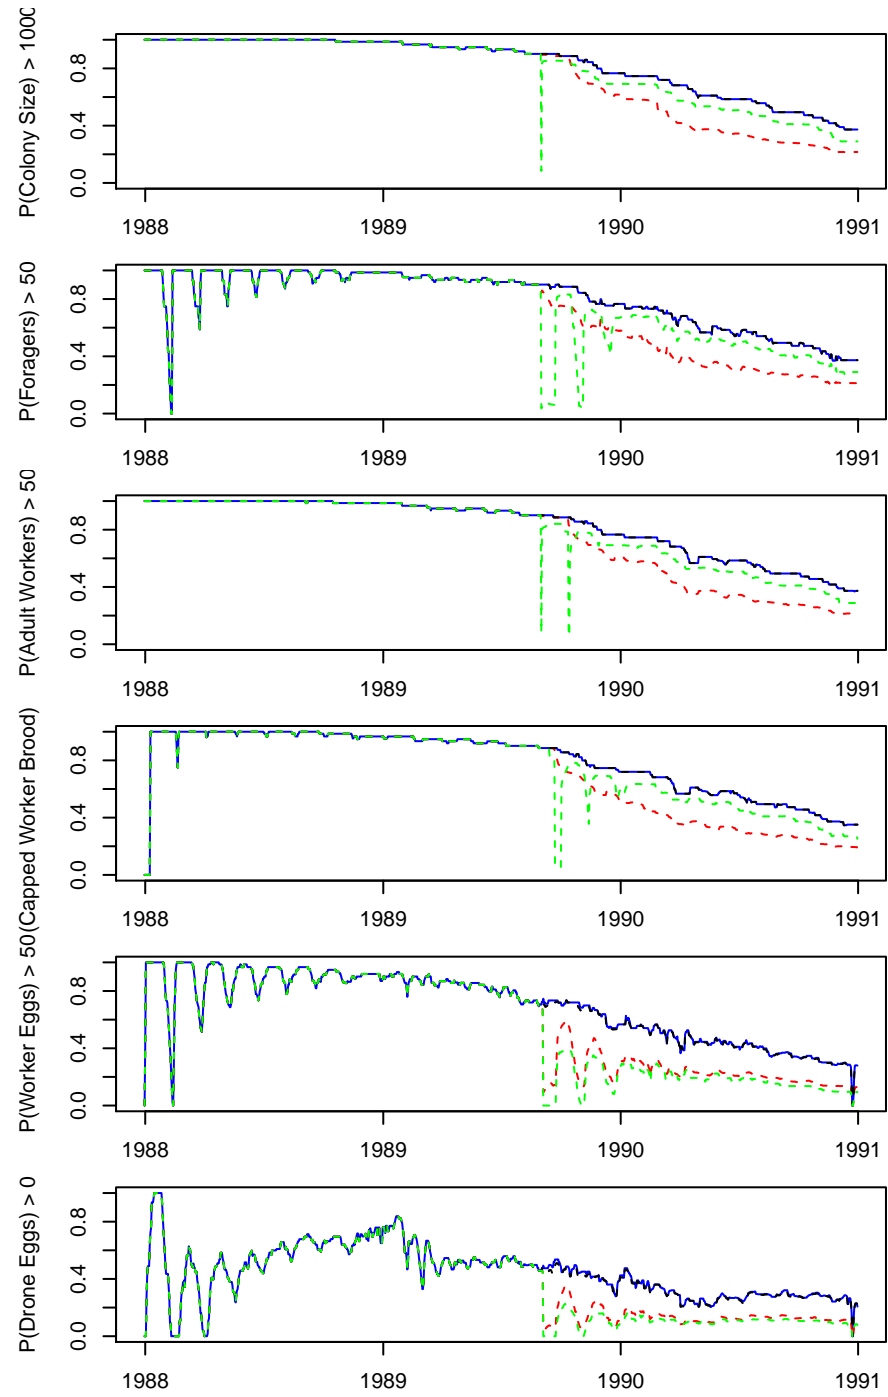 P(Colony Size) > 1000
0.0 0.4 0.8
1988 1989 1990 1991
P(Foragers) > 50
0.0 0.4 0.8
1988 1989 1990 1991
P(Adult Workers) > 50
0.0 0.4 0.8
1988 1989 1990 1991
(Capped Worker Brood)
0.0 0.4 0.8
1988 1989 1990 1991
P(Worker Eggs) > 50
0.0 0.4 0.8
1988 1989 1990 1991
P(Drone Eggs) > 0
0.0 0.4 0.8
1988 1989 1990 1991